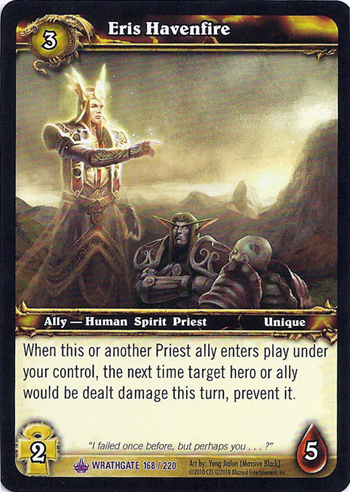 3
Eris Havenfire
Ally — Human Spirit Priest Unique
When this or another Priest ally enters play under
your control, the next time target hero or ally
would be dealt damage this turn, prevent it.
"I failed once before, but perhaps you . . .?"
2
WRATHGATE 168 / 220
Art by: Yang Jialun (Massive Black)
©2010 CZE ©2010 Blizzard Entertainment, Inc.
5